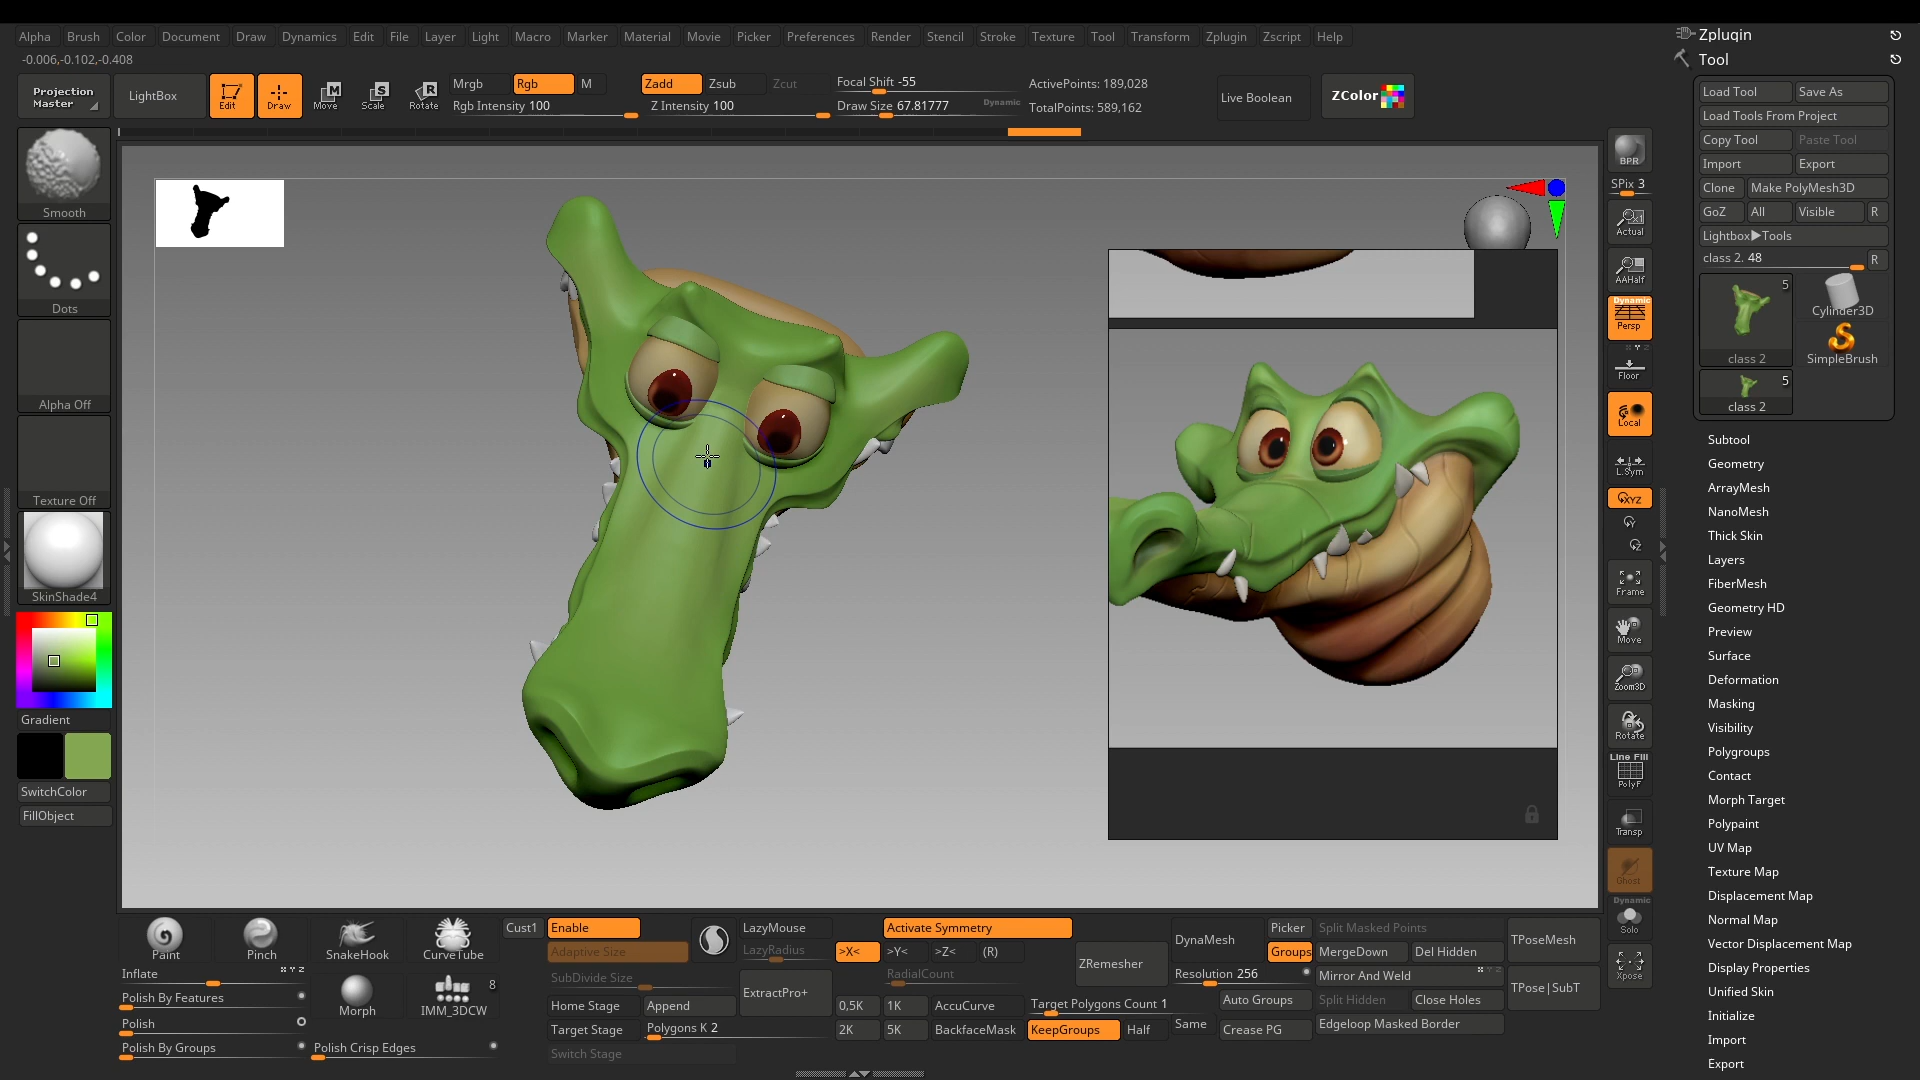 Alpha Brush Color Document Draw Dynamics Edit File Layer Light Macro Marker Material Movie Picker Preferences Render Stencil Stroke Texture Tool Transform Zplugin Zscript Help
-0.006,-0.102,-0.408
Projection Master
LightBox
Edit
Draw
Move
Scale
Rotate
Mrgb Rgb M
Rgb Intensity 100
Zadd Zsub Zcut
Z Intensity 100
Focal Shift -55
Draw Size 67.81777 Dynamic
ActivePoints: 189,028
TotalPoints: 589,162
Live Boolean
ZColor
Smooth
Dots
Alpha Off
Texture Off
SkinShade4
Gradient
SwitchColor
FillObject
BPR
SPix 3
Actual
AAHalf
Dynamic
Persp
Floor
Local
L.Sym
XYZ
Frame
Move
Zoom3D
Rotate
Line Fill
PolyF
Transp
Ghost
Dynamic
Solo
Xpose
Zplugin
Tool
Load Tool Save As
Load Tools From Project
Copy Tool Paste Tool
Import Export
Clone Make PolyMesh3D
GoZ All Visible R
Lightbox▶Tools
class 2. 48 R
5
class 2
Cylinder3D
SimpleBrush
5
class 2
Subtool
Geometry
ArrayMesh
NanoMesh
Thick Skin
Layers
FiberMesh
Geometry HD
Preview
Surface
Deformation
Masking
Visibility
Polygroups
Contact
Morph Target
Polypaint
UV Map
Texture Map
Displacement Map
Normal Map
Vector Displacement Map
Display Properties
Unified Skin
Initialize
Import
Export
Paint Pinch SnakeHook CurveTube
Inflate
Polish By Features
Polish
Polish By Groups
Morph
IMM_3DCW 8
Polish Crisp Edges
Cust1
Enable
Adaptive Size
SubDivide Size
Home Stage Append
Target Stage Polygons K 2
Switch Stage
LazyMouse
LazyRadius
ExtractPro+
Activate Symmetry
>X< >Y< >Z< (R)
RadialCount
0,5K 1K AccuCurve
2K 5K BackfaceMask
ZRemesher
Target Polygons Count 1
KeepGroups Half Same
DynaMesh
Picker
Groups
Resolution 256
Auto Groups
Crease PG
Split Masked Points
MergeDown Del Hidden
Mirror And Weld
Split Hidden Close Holes
Edgeloop Masked Border
TPoseMesh
TPose|SubT